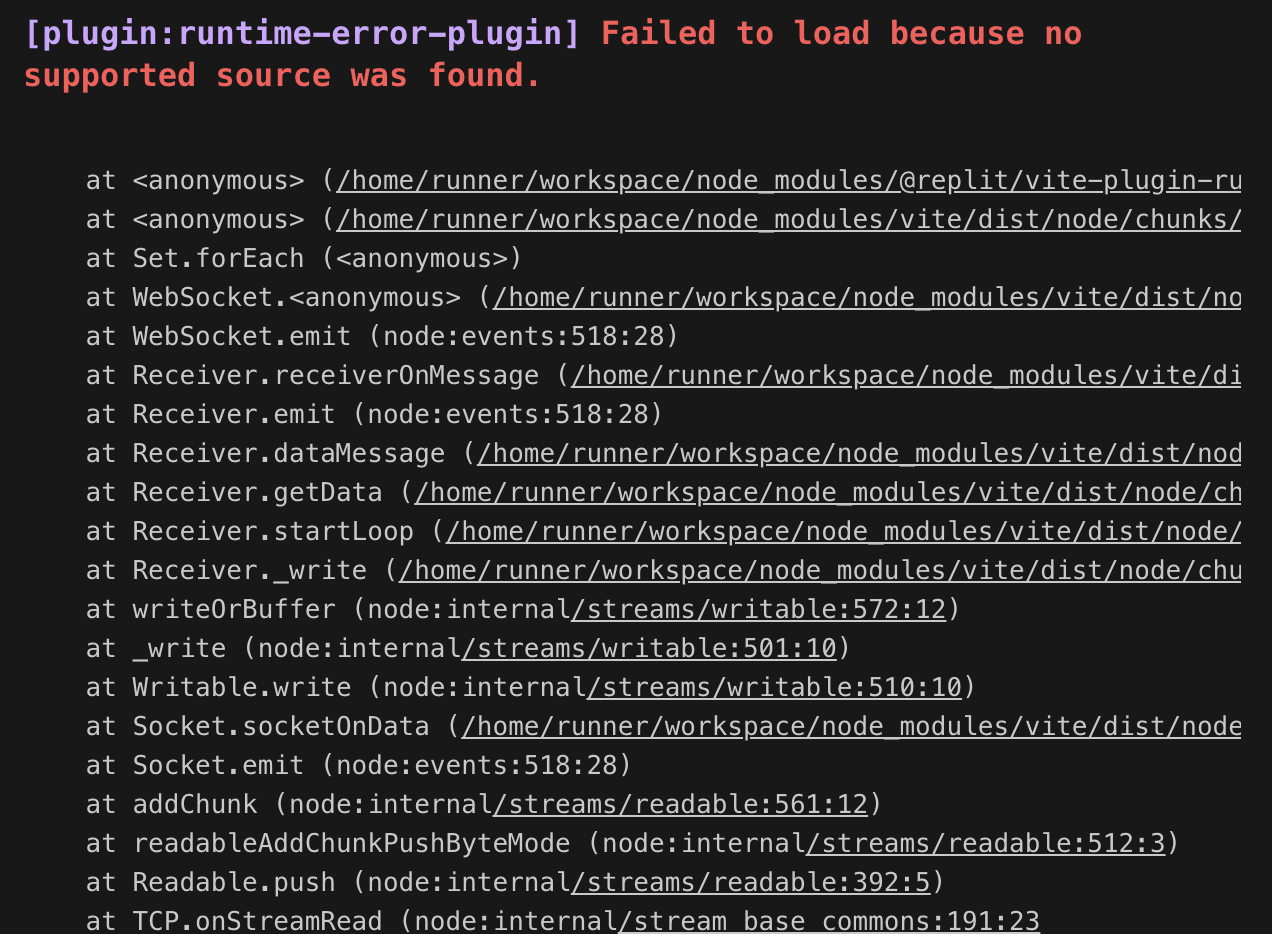 [plugin:runtime-error-plugin] Failed to load because no
supported source was found.
at <anonymous> (/home/runner/workspace/node_modules/@replit/vite-plugin-ru
at <anonymous> (/home/runner/workspace/node_modules/vite/dist/node/chunks/
at Set.forEach (<anonymous>)
at WebSocket.<anonymous> (/home/runner/workspace/node_modules/vite/dist/no
at WebSocket.emit (node:events:518:28)
at Receiver.receiverOnMessage (/home/runner/workspace/node_modules/vite/di
at Receiver.emit (node:events:518:28)
at Receiver.dataMessage (/home/runner/workspace/node_modules/vite/dist/nod
at Receiver.getData (/home/runner/workspace/node_modules/vite/dist/node/ch
at Receiver.startLoop (/home/runner/workspace/node_modules/vite/dist/node/
at Receiver._write (/home/runner/workspace/node_modules/vite/dist/node/chu
at writeOrBuffer (node:internal/streams/writable:572:12)
at _write (node:internal/streams/writable:501:10)
at Writable.write (node:internal/streams/writable:510:10)
at Socket.socketOnData (/home/runner/workspace/node_modules/vite/dist/node
at Socket.emit (node:events:518:28)
at addChunk (node:internal/streams/readable:561:12)
at readableAddChunkPushByteMode (node:internal/streams/readable:512:3)
at Readable.push (node:internal/streams/readable:392:5)
at TCP.onStreamRead (node:internal/stream_base_commons:191:23